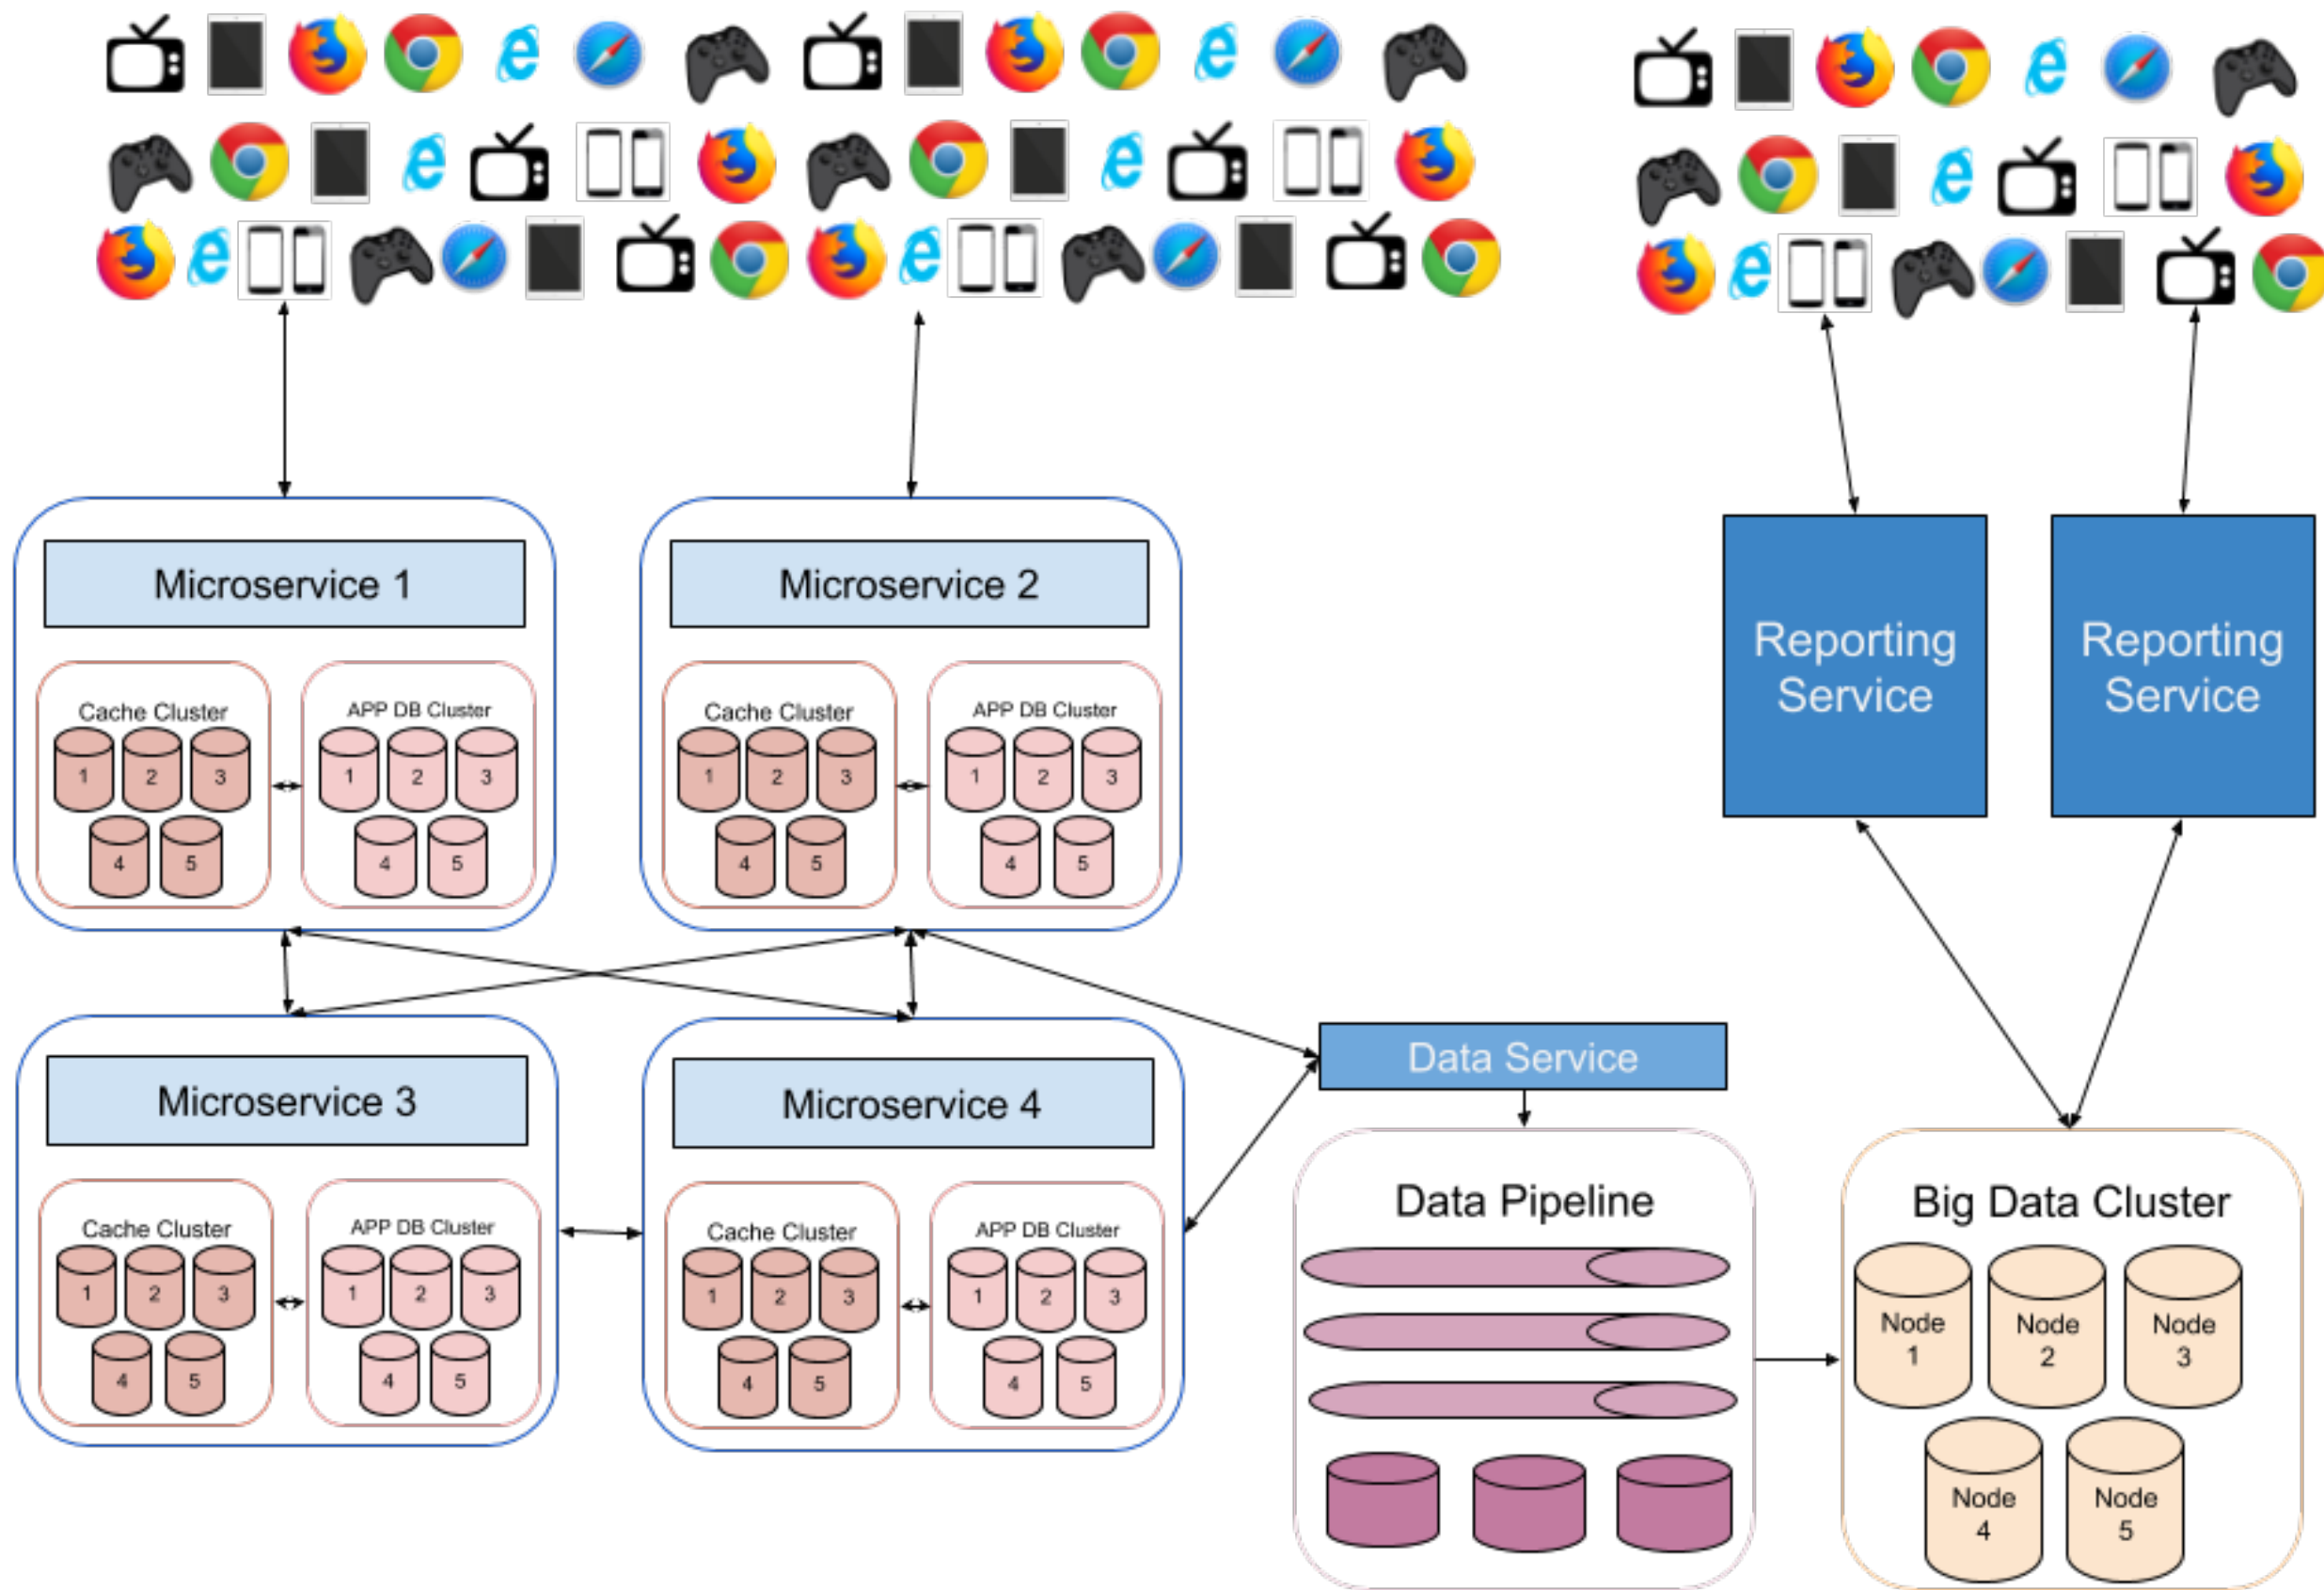 Microservice 1
Cache Cluster
1 2 3
4 5
APP DB Cluster
1 2 3
4 5
Microservice 2
Cache Cluster
1 2 3
4 5
APP DB Cluster
1 2 3
4 5
Reporting
Service
Reporting
Service
Microservice 3
Cache Cluster
1 2 3
4 5
APP DB Cluster
1 2 3
4 5
Microservice 4
Cache Cluster
1 2 3
4 5
APP DB Cluster
1 2 3
4 5
Data Service
Data Pipeline
Big Data Cluster
Node
1
Node
2
Node
3
Node
4
Node
5